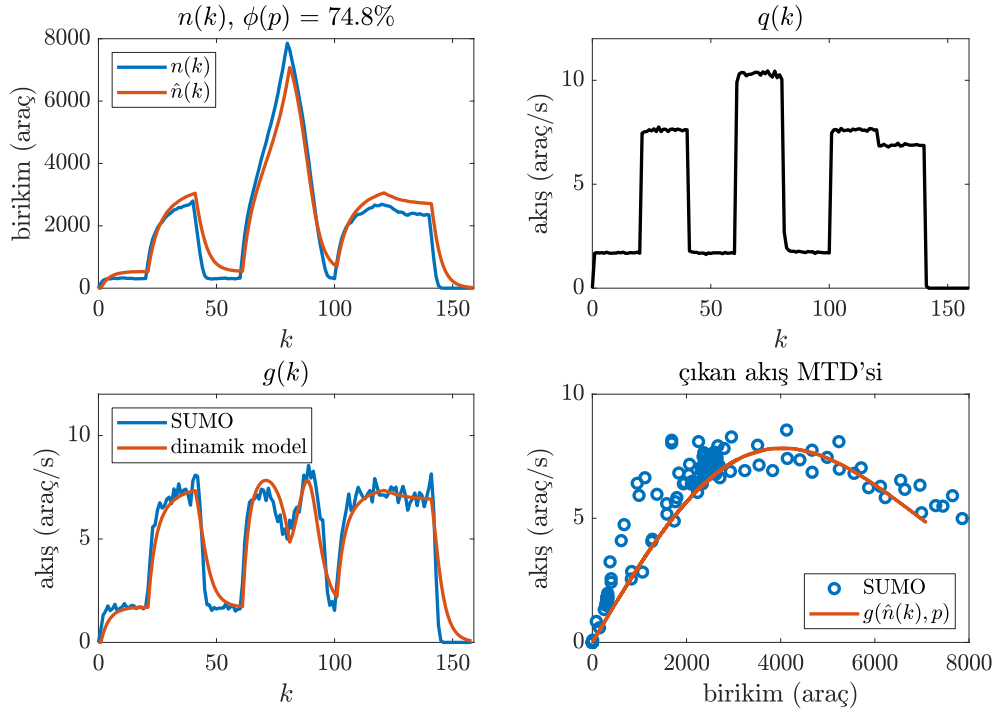 n(k), ϕ(p) = 74.8%
8000
6000
4000
2000
0
birikim (araç)
n(k)
n̂(k)
0 50 100 150
k
q(k)
10
5
0
akış (araç/s)
0 50 100 150
k
g(k)
10
5
0
akış (araç/s)
SUMO
dinamik model
0 50 100 150
k
çıkan akış MTD'si
10
5
0
akış (araç/s)
SUMO
g(n̂(k), p)
0 2000 4000 6000 8000
birikim (araç)